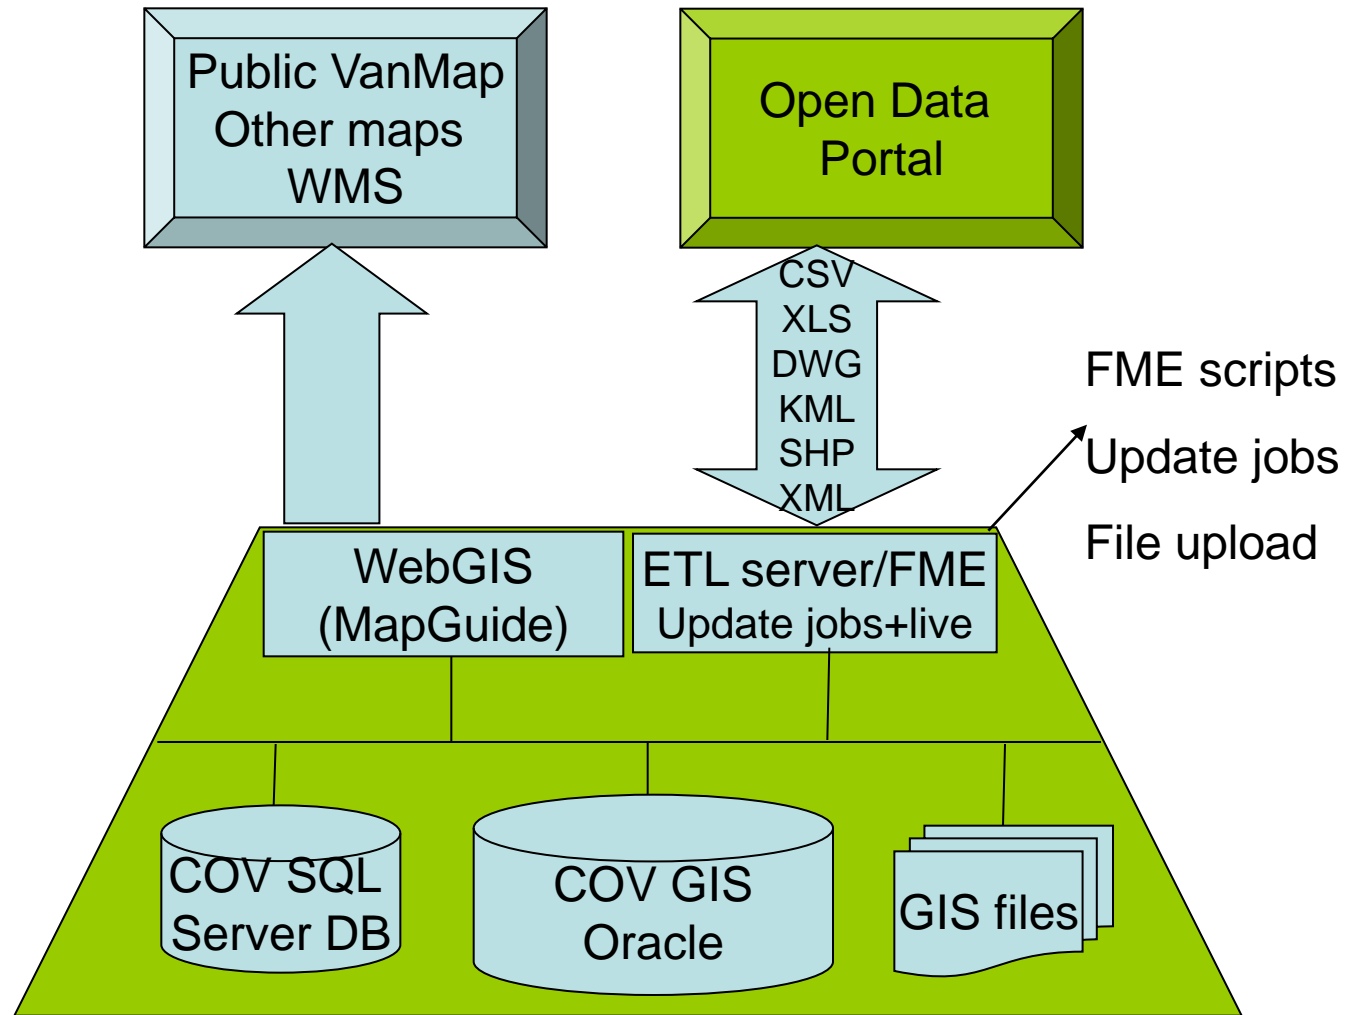 Public VanMap
Other maps
WMS
Open Data
Portal
CSV
XLS
DWG
KML
SHP
XML
FME scripts
Update jobs
File upload
WebGIS
(MapGuide)
ETL server/FME
Update jobs+live
COV SQL
Server DB
COV GIS
Oracle
GIS files